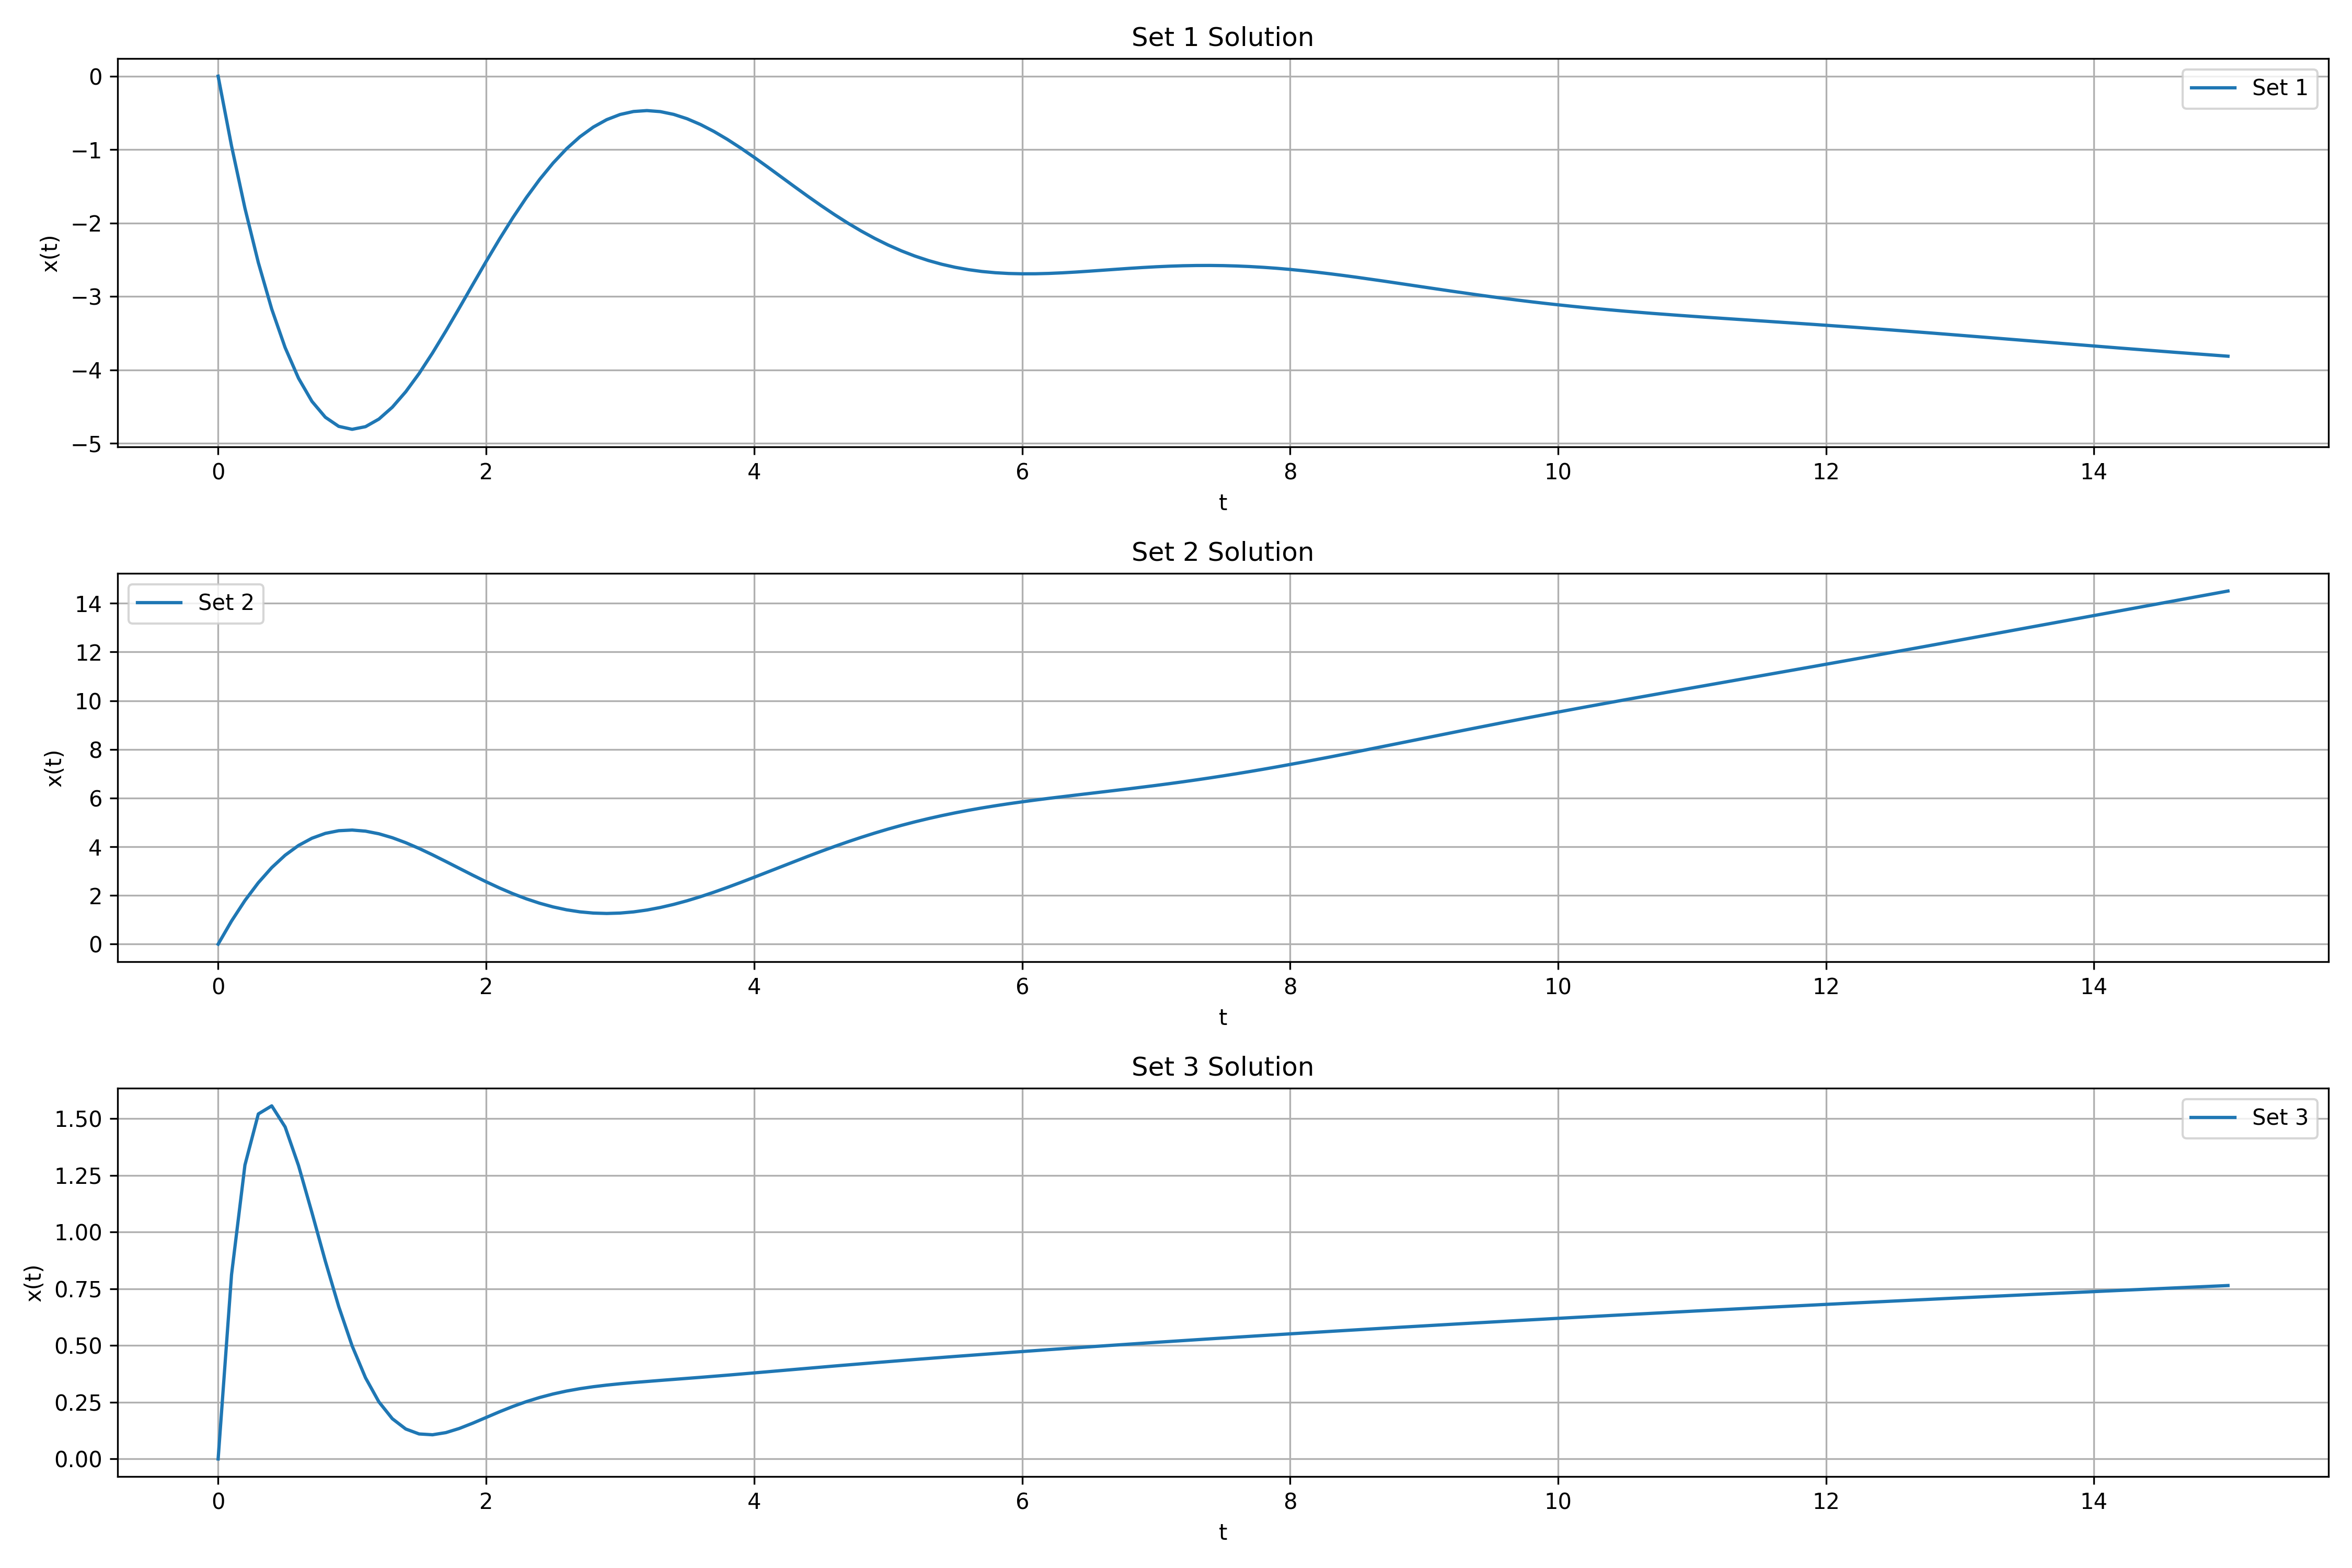 Set 1 Solution
Set 1
0
−1
−2
−3
−4
−5
x(t)
0 2 4 6 8 10 12 14
t
Set 2 Solution
Set 2
14
12
10
8
6
4
2
0
x(t)
0 2 4 6 8 10 12 14
t
Set 3 Solution
Set 3
1.50
1.25
1.00
0.75
0.50
0.25
0.00
x(t)
0 2 4 6 8 10 12 14
t